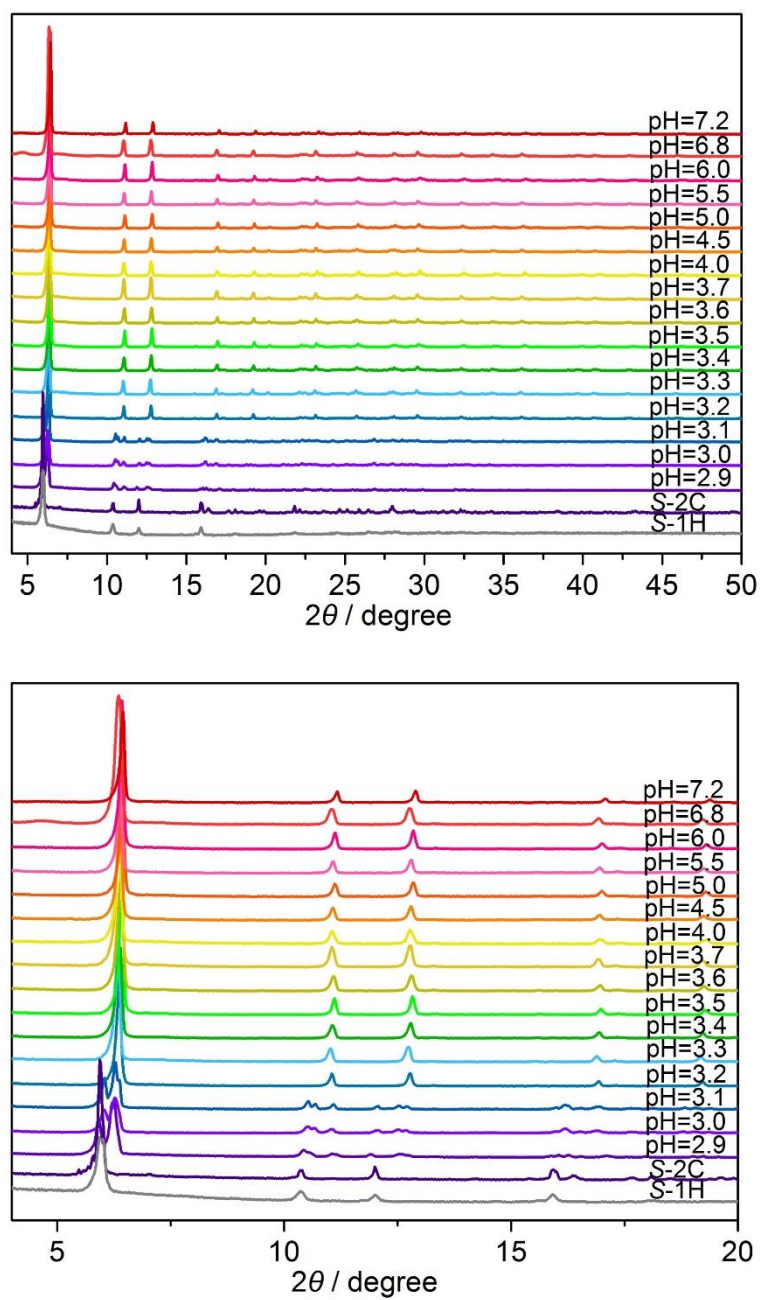 pH=7.2
pH=6.8
pH=6.0
pH=5.5
pH=5.0
pH=4.5
pH=4.0
pH=3.7
pH=3.6
pH=3.5
pH=3.4
pH=3.3
pH=3.2
pH=3.1
pH=3.0
pH=2.9
S-2C
S-1H
5 10 15 20 25 30 35 40 45 50
2θ / degree
pH=7.2
pH=6.8
pH=6.0
pH=5.5
pH=5.0
pH=4.5
pH=4.0
pH=3.7
pH=3.6
pH=3.5
pH=3.4
pH=3.3
pH=3.2
pH=3.1
pH=3.0
pH=2.9
S-2C
S-1H
5 10 15 20
2θ / degree